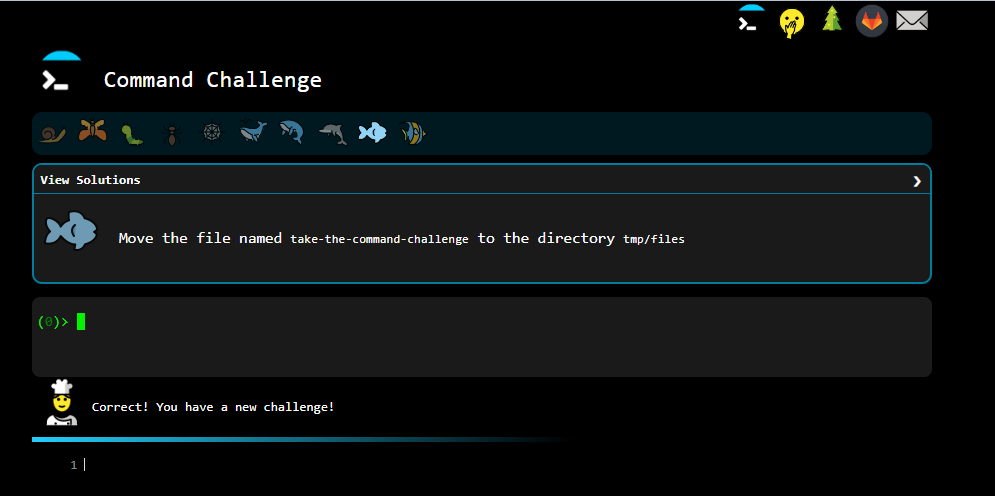 Command Challenge
View Solutions
Move the file named take-the-command-challenge to the directory tmp/files
(0)>
Correct! You have a new challenge!
1